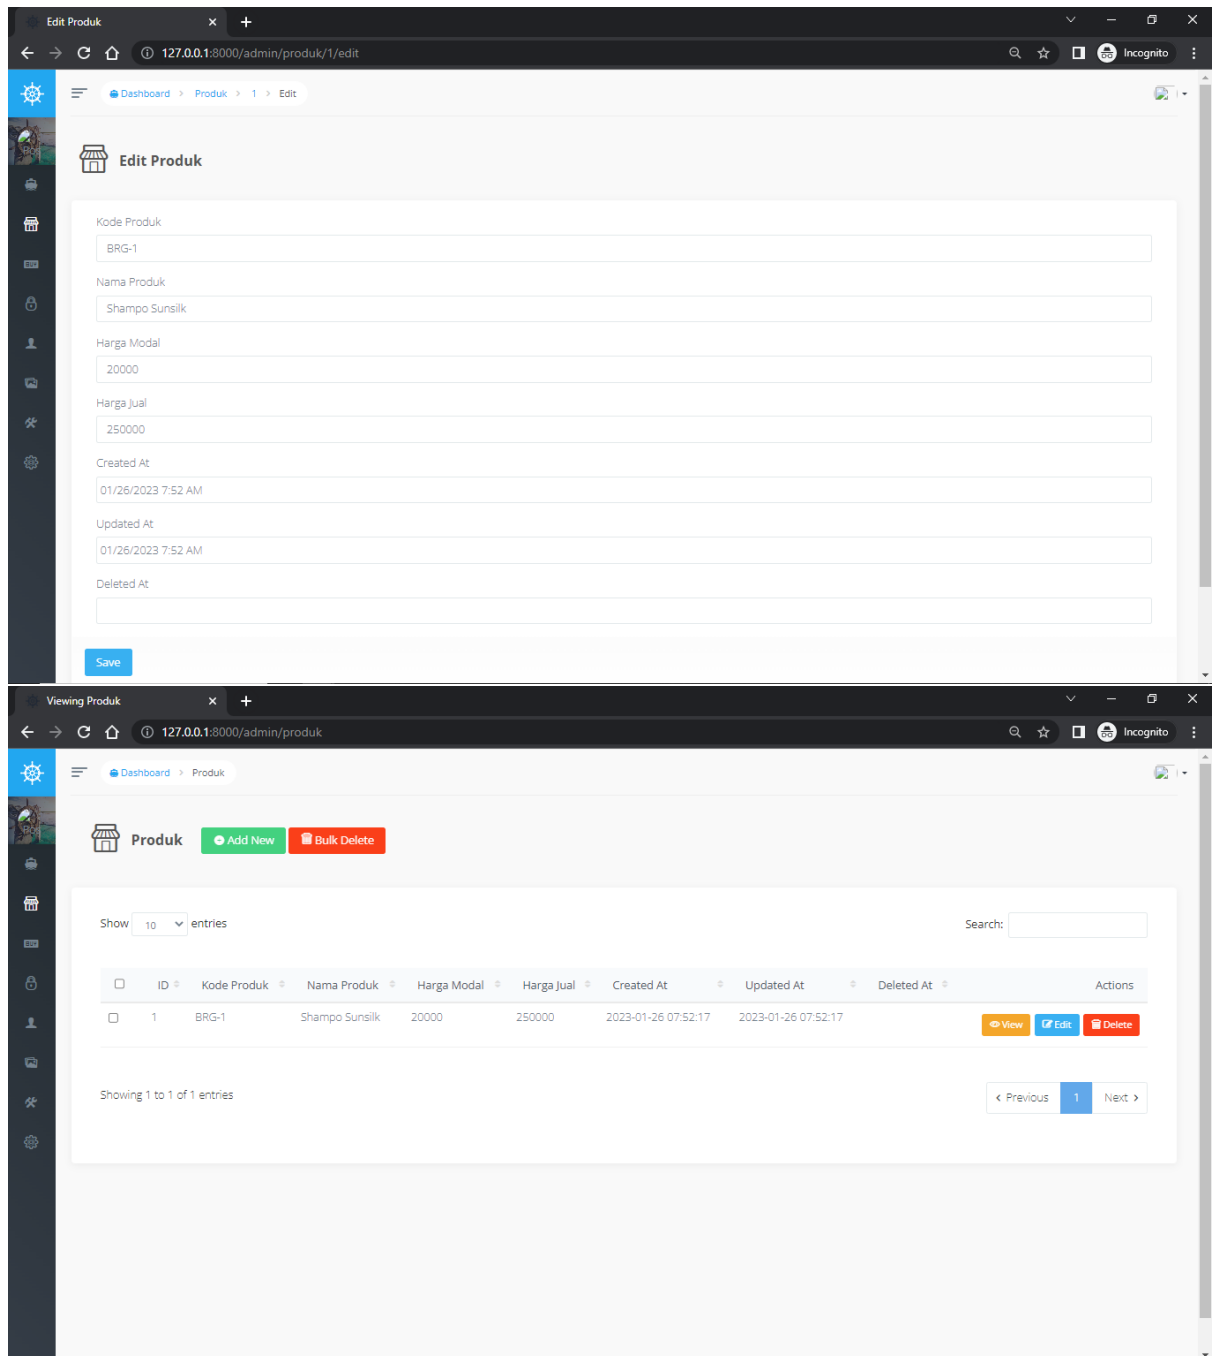 Edit Produk
127.0.0.1:8000/admin/produk/1/edit
Incognito
Dashboard > Produk > 1 > Edit
Edit Produk
Kode Produk
BRG-1
Nama Produk
Shampo Sunsilk
Harga Modal
20000
Harga Jual
250000
Created At
01/26/2023 7:52 AM
Updated At
01/26/2023 7:52 AM
Deleted At
Save
Viewing Produk
127.0.0.1:8000/admin/produk
Incognito
Dashboard > Produk
Produk Add New Bulk Delete
Show 10 entries Search:
ID Kode Produk Nama Produk Harga Modal Harga Jual Created At Updated At Deleted At Actions
1 BRG-1 Shampo Sunsilk 20000 250000 2023-01-26 07:52:17 2023-01-26 07:52:17 View Edit Delete
Showing 1 to 1 of 1 entries < Previous 1 Next >